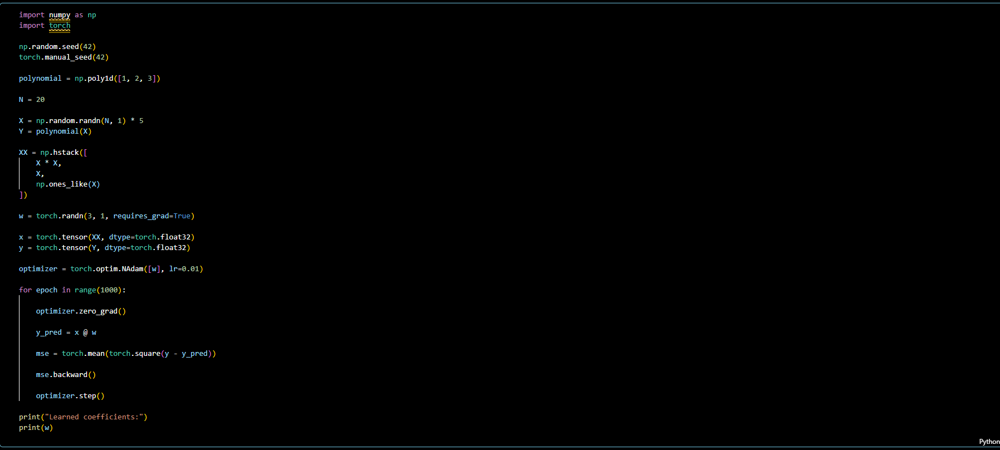 import numpy as np
import torch
np.random.seed(42)
torch.manual_seed(42)
polynomial = np.poly1d([1, 2, 3])
N = 20
X = np.random.randn(N, 1) * 5
Y = polynomial(X)
XX = np.hstack([
    X * X,
    X,
    np.ones_like(X)
])
w = torch.randn(3, 1, requires_grad=True)
x = torch.tensor(XX, dtype=torch.float32)
y = torch.tensor(Y, dtype=torch.float32)
optimizer = torch.optim.NAdam([w], lr=0.01)
for epoch in range(1000):
    optimizer.zero_grad()
    y_pred = x @ w
    mse = torch.mean(torch.square(y - y_pred))
    mse.backward()
    optimizer.step()
print("Learned coefficients:")
print(w)
Python